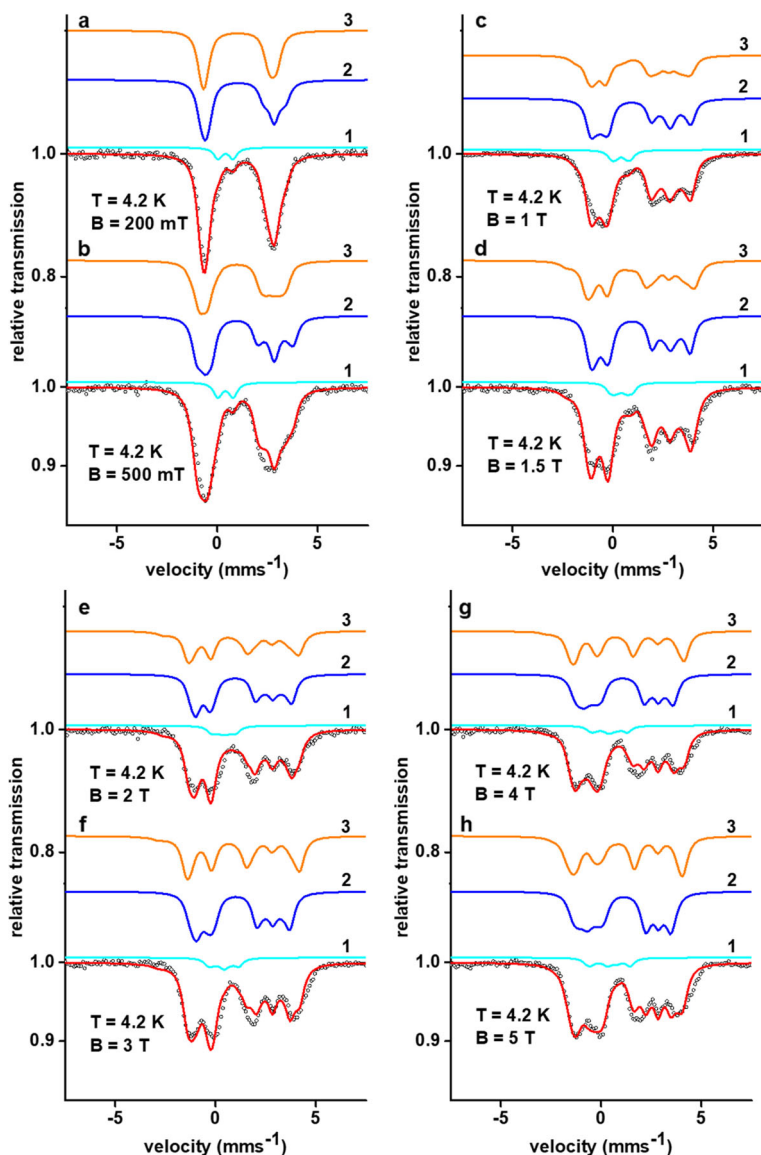 a
3
2
1
1.0
T = 4.2 K
B = 200 mT
b
3
0.8
2
1
1.0
T = 4.2 K
B = 500 mT
0.9
relative transmission
-5 0 5
velocity (mms-1)
c
3
2
1
1.0
T = 4.2 K
B = 1 T
d
3
0.8
2
1
1.0
T = 4.2 K
B = 1.5 T
0.9
relative transmission
-5 0 5
velocity (mms-1)
e
3
2
1
1.0
T = 4.2 K
B = 2 T
f
3
0.8
2
1
1.0
T = 4.2 K
B = 3 T
0.9
relative transmission
-5 0 5
velocity (mms-1)
g
3
2
1
1.0
T = 4.2 K
B = 4 T
h
3
0.8
2
1
1.0
T = 4.2 K
B = 5 T
0.9
relative transmission
-5 0 5
velocity (mms-1)